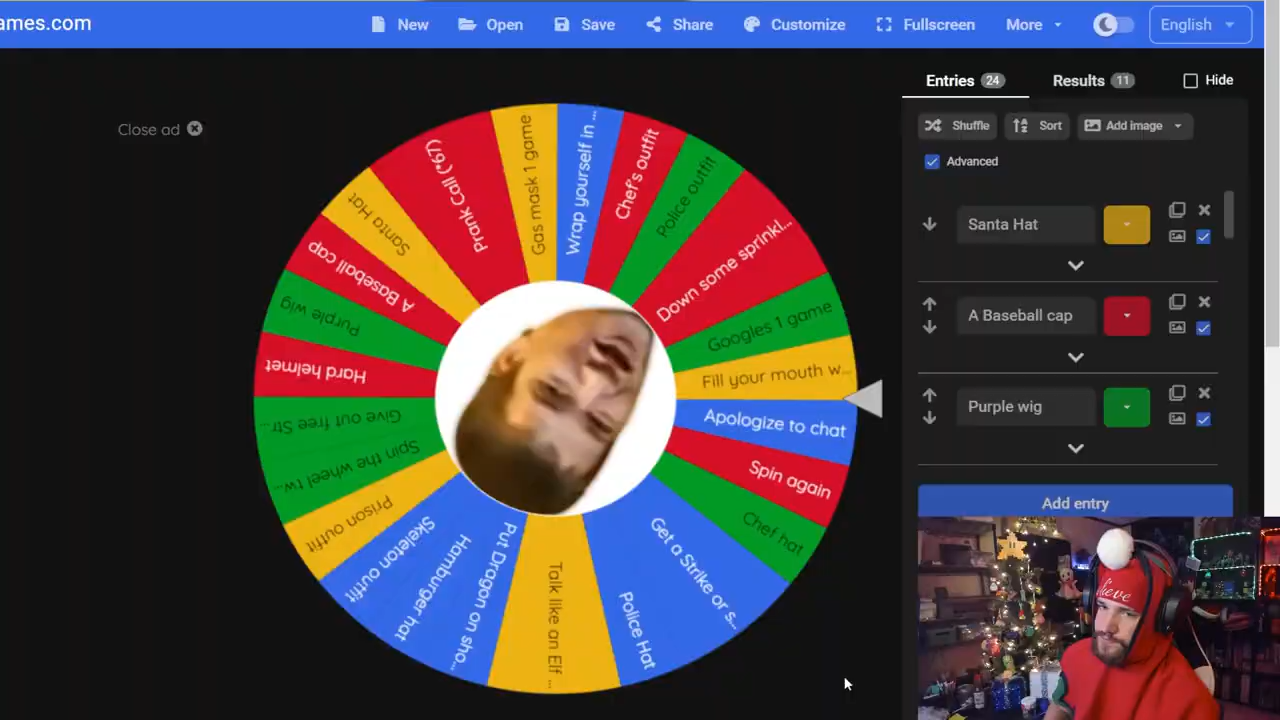 ames.com
New
Open
Save
Share
Customize
Fullscreen
More
English
Close ad
Entries 24
Results 11
Hide
Shuffle
Sort
Add image
Advanced
Santa Hat
A Baseball cap
Purple wig
Add entry
Gas mask 1 game
Wrap yourself in ...
Chef's outfit
Police outfit
Down some sprinkl...
Googles 1 game
Fill your mouth w...
Apologize to chat
Spin again
Chef hat
Get a Strike or s...
Police Hat
Talk like an Elf ...
Put Dragon on sho...
Hamburger hat
Skeleton outfit
Prison outfit
Spin the wheel tw...
Give out free Str...
Hard helmet
Purple wig
A Baseball cap
Santa Hat
Prank Call (*67)
lieve